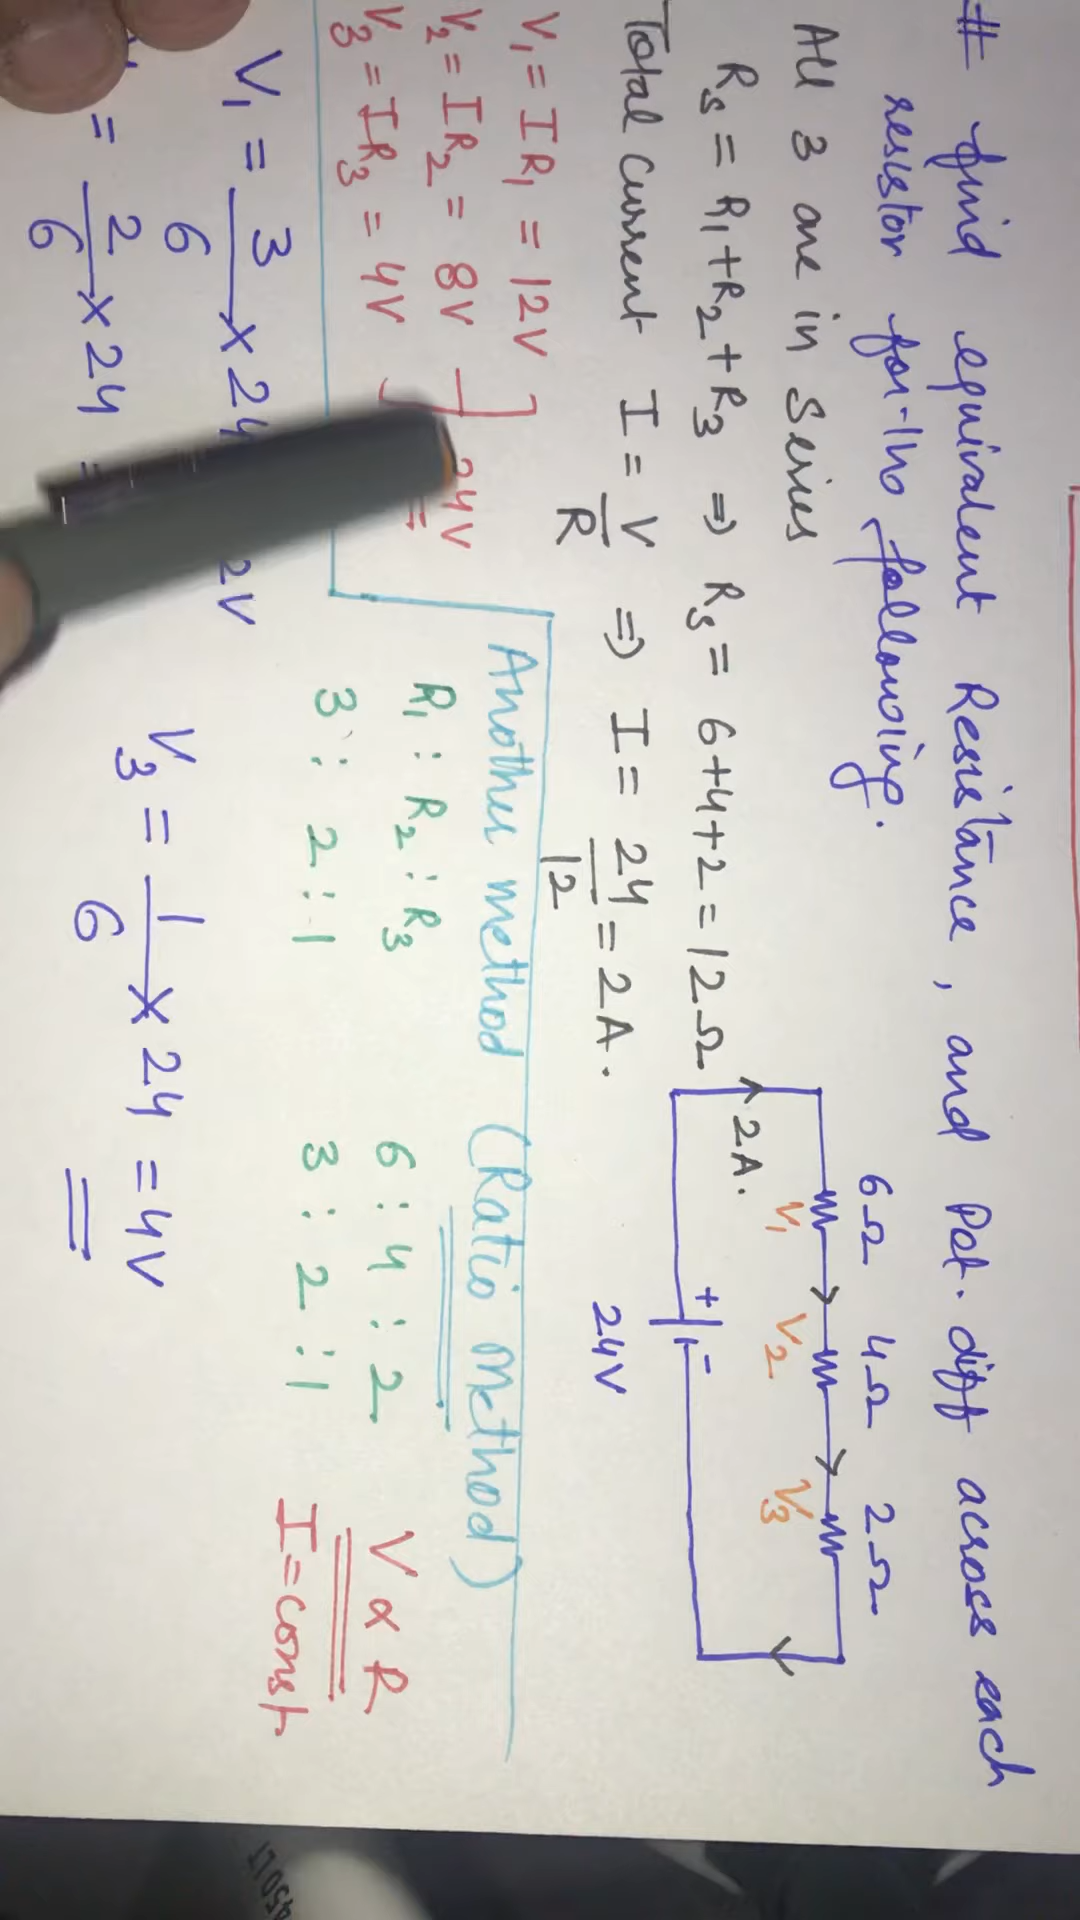 # find equivalent Resistance, and Pot. diff across each
resistor for the following.
All 3 are in Series
Rs = R1+R2+R3 ⇒ Rs = 6+4+2 = 12Ω
Total Current I = V/R ⇒ I = 24/12 = 2A.
6Ω 4Ω 2Ω
V1 V2 V3
2A.
+ -
24V
V1 = IR1 = 12V
V2 = IR2 = 8V
V3 = IR3 = 4V
24V
Another method (Ratio Method)
R1 : R2 : R3 6 : 4 : 2
3 : 2 : 1 3 : 2 : 1
V α R
I = const.
V1 = 3/6 × 24 2V
= 2/6 × 24 =
V3 = 1/6 × 24 = 4V